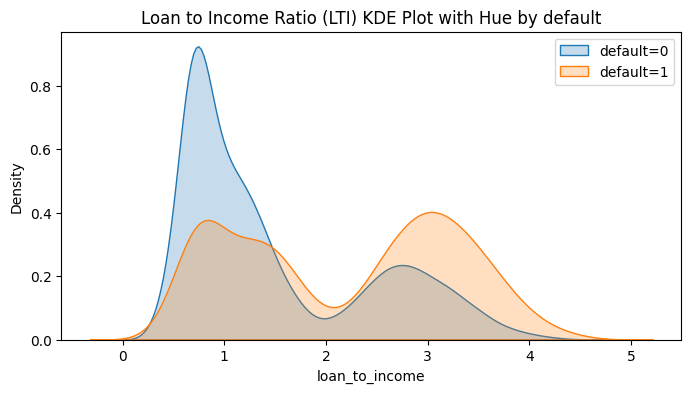 Loan to Income Ratio (LTI) KDE Plot with Hue by default
default=0
default=1
Density
0.8
0.6
0.4
0.2
0.0
0 1 2 3 4 5
loan_to_income